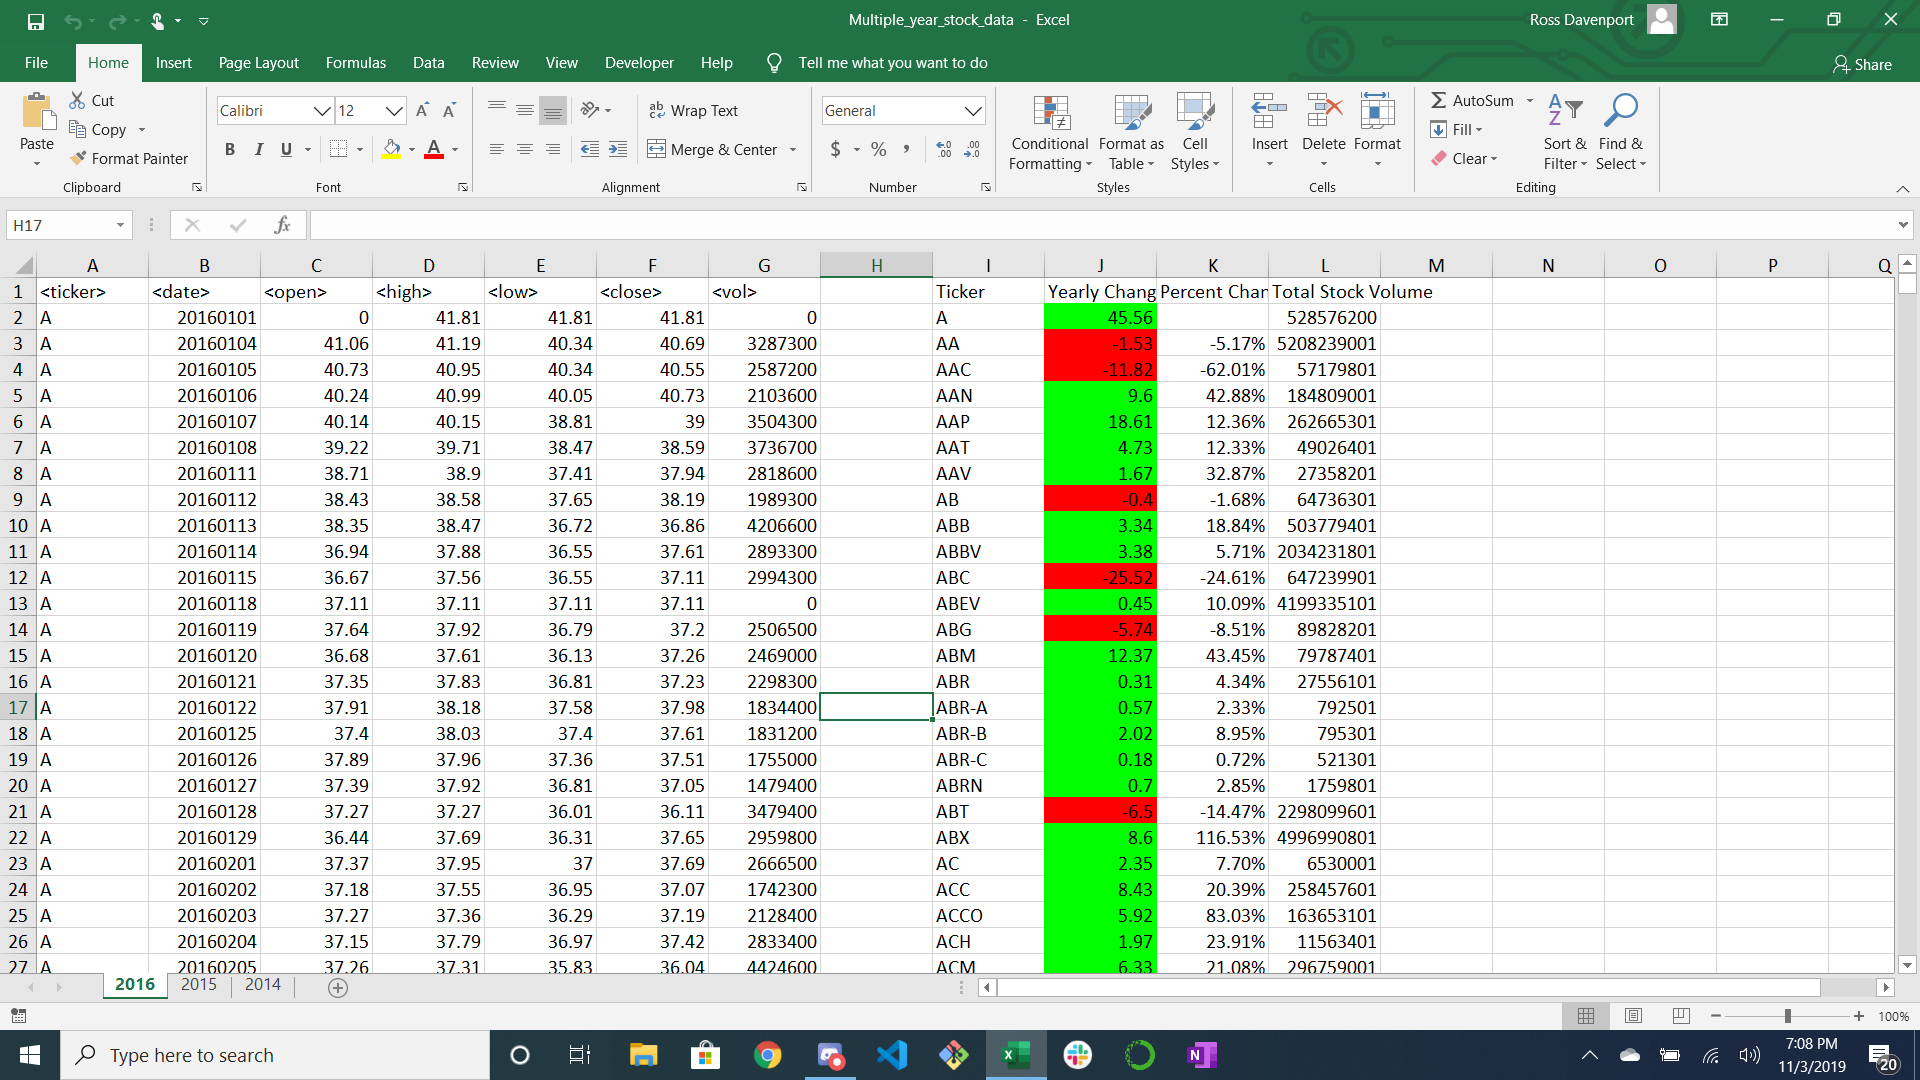 Multiple_year_stock_data - Excel
Ross Davenport
File Home Insert Page Layout Formulas Data Review View Developer Help Tell me what you want to do Share
Paste Cut Copy Format Painter Clipboard
Calibri 12 B I U A Font
Wrap Text Merge & Center Alignment
General $ % , Number
Conditional Formatting Format as Table Cell Styles Styles
Insert Delete Format Cells
AutoSum Fill Clear Sort & Filter Find & Select Editing
H17 fx
A B C D E F G H I J K L M N O P Q
1 <ticker> <date> <open> <high> <low> <close> <vol> Ticker Yearly Chang Percent Chan Total Stock Volume
2 A 20160101 0 41.81 41.81 41.81 0 A 45.56 528576200
3 A 20160104 41.06 41.19 40.34 40.69 3287300 AA -1.53 -5.17% 5208239001
4 A 20160105 40.73 40.95 40.34 40.55 2587200 AAC -11.82 -62.01% 57179801
5 A 20160106 40.24 40.99 40.05 40.73 2103600 AAN 9.6 42.88% 184809001
6 A 20160107 40.14 40.15 38.81 39 3504300 AAP 18.61 12.36% 262665301
7 A 20160108 39.22 39.71 38.47 38.59 3736700 AAT 4.73 12.33% 49026401
8 A 20160111 38.71 38.9 37.41 37.94 2818600 AAV 1.67 32.87% 27358201
9 A 20160112 38.43 38.58 37.65 38.19 1989300 AB -0.4 -1.68% 64736301
10 A 20160113 38.35 38.47 36.72 36.86 4206600 ABB 3.34 18.84% 503779401
11 A 20160114 36.94 37.88 36.55 37.61 2893300 ABBV 3.38 5.71% 2034231801
12 A 20160115 36.67 37.56 36.55 37.11 2994300 ABC -25.52 -24.61% 647239901
13 A 20160118 37.11 37.11 37.11 37.11 0 ABEV 0.45 10.09% 4199335101
14 A 20160119 37.64 37.92 36.79 37.2 2506500 ABG -5.74 -8.51% 89828201
15 A 20160120 36.68 37.61 36.13 37.26 2469000 ABM 12.37 43.45% 79787401
16 A 20160121 37.35 37.83 36.81 37.23 2298300 ABR 0.31 4.34% 27556101
17 A 20160122 37.91 38.18 37.58 37.98 1834400 ABR-A 0.57 2.33% 792501
18 A 20160125 37.4 38.03 37.4 37.61 1831200 ABR-B 2.02 8.95% 795301
19 A 20160126 37.89 37.96 37.36 37.51 1755000 ABR-C 0.18 0.72% 521301
20 A 20160127 37.39 37.92 36.81 37.05 1479400 ABRN 0.7 2.85% 1759801
21 A 20160128 37.27 37.27 36.01 36.11 3479400 ABT -6.5 -14.47% 2298099601
22 A 20160129 36.44 37.69 36.31 37.65 2959800 ABX 8.6 116.53% 4996990801
23 A 20160201 37.37 37.95 37 37.69 2666500 AC 2.35 7.70% 6530001
24 A 20160202 37.18 37.55 36.95 37.07 1742300 ACC 8.43 20.39% 258457601
25 A 20160203 37.27 37.36 36.29 37.19 2128400 ACCO 5.92 83.03% 163653101
26 A 20160204 37.15 37.79 36.97 37.42 2833400 ACH 1.97 23.91% 11563401
27 A 20160205 37.26 37.31 35.83 36.04 4424600 ACM 6.33 21.08% 296759001
2016 2015 2014
100%
Type here to search
7:08 PM
11/3/2019
20